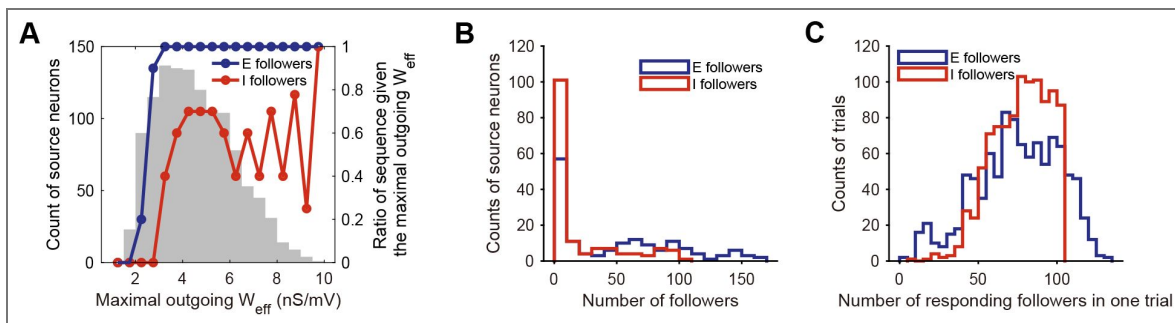 A
150
100
50
0
Count of source neurons
2
4
6
8
10
Maximal outgoing W_eff (nS/mV)
E followers
I followers
1
0.8
0.6
0.4
0.2
0
Ratio of sequence given
the maximal outgoing W_eff
B
120
100
80
60
40
20
0
Counts of source neurons
E followers
I followers
0
50
100
150
Number of followers
C
120
100
80
60
40
20
0
Counts of trials
E followers
I followers
0
50
100
Number of responding followers in one trial